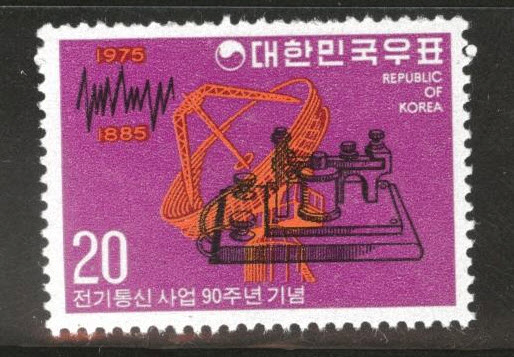 1975
1885
대한민국우표
REPUBLIC
OF
KOREA
20
전기통신 사업 90주년 기념